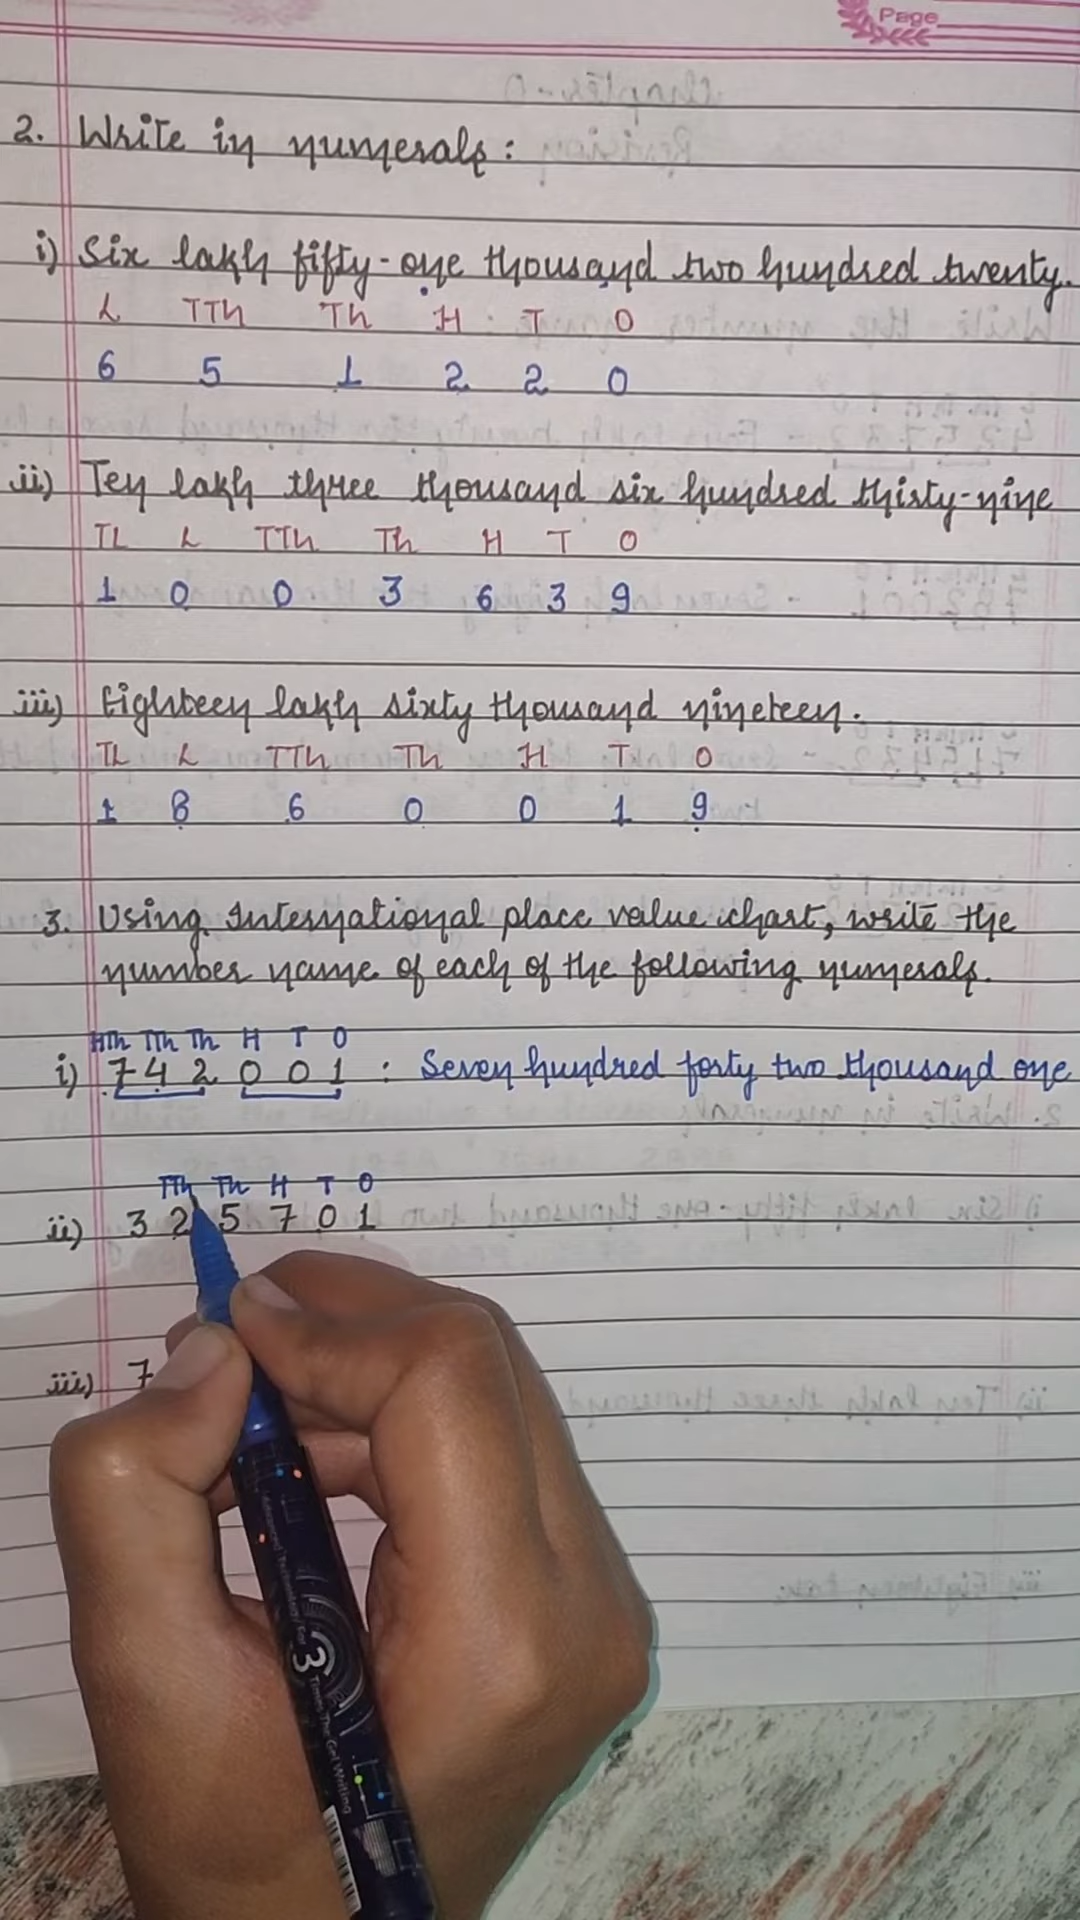 Page
2. Write in numerals:
i) Six lakh fifty-one thousand two hundred twenty.
L TTh Th H T O
6 5 1 2 2 0
ii) Ten lakh three thousand six hundred thirty-nine
TL L TTh Th H T O
1 0 0 3 6 3 9
iii) Eighteen lakh sixty thousand nineteen.
TL L TTh Th H T O
1 8 6 0 0 1 9
3. Using International place value chart, write the
number name of each of the following numerals.
HTh TTh Th H T O
i) 7 4 2 0 0 1 : Seven hundred forty two thousand one
TTh Th H T O
ii) 3 2 5 7 0 1
iii) 7
3
Times The Gel Writing